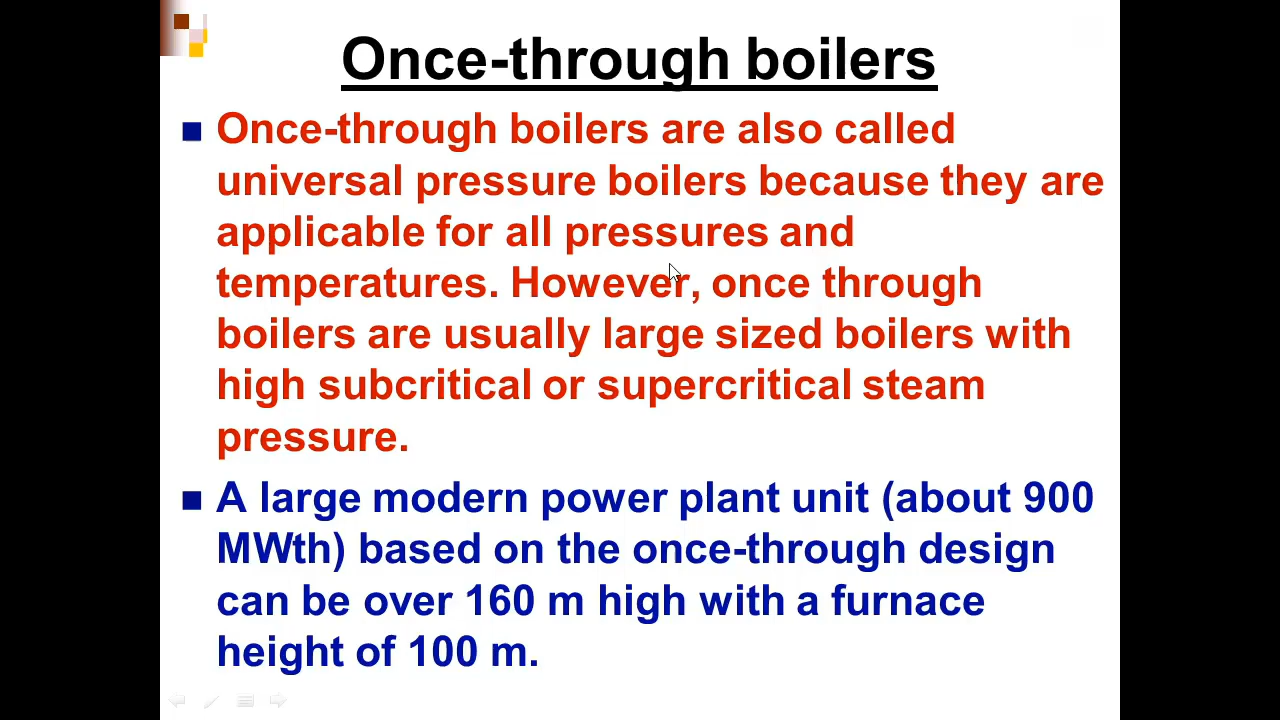 Once-through boilers
Once-through boilers are also called
universal pressure boilers because they are
applicable for all pressures and
temperatures. However, once through
boilers are usually large sized boilers with
high subcritical or supercritical steam
pressure.
A large modern power plant unit (about 900
MWth) based on the once-through design
can be over 160 m high with a furnace
height of 100 m.